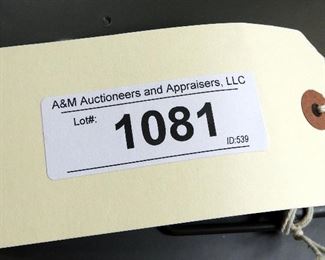 A&M Auctioneers and Appraisers, LLC
Lot#:
1081
ID:539